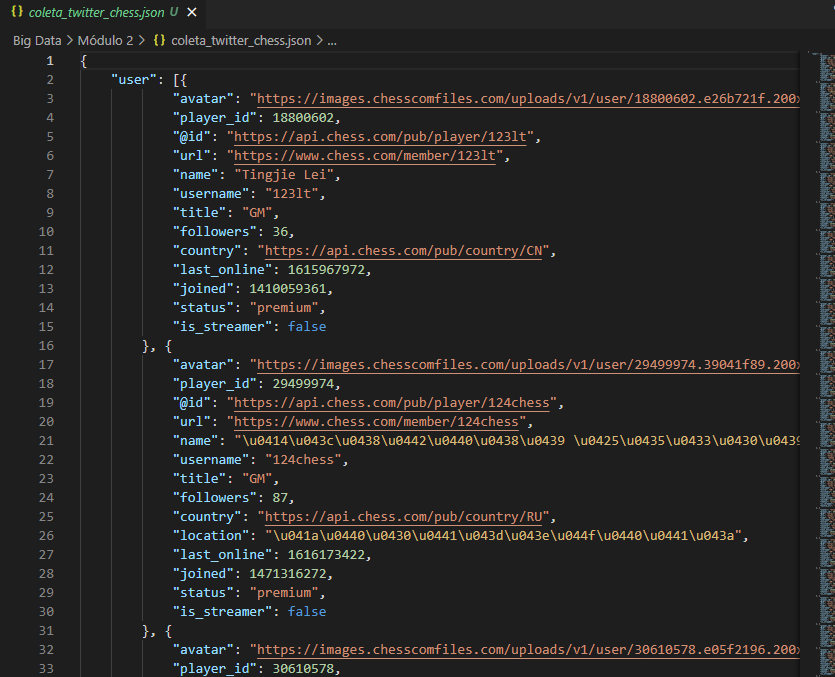 {} coleta_twitter_chess.json U ×
Big Data > Módulo 2 > {} coleta_twitter_chess.json > ...
1 {
2 "user": [{
3 "avatar": "https://images.chesscomfiles.com/uploads/v1/user/18800602.e26b721f.200x
4 "player_id": 18800602,
5 "@id": "https://api.chess.com/pub/player/123lt",
6 "url": "https://www.chess.com/member/123lt",
7 "name": "Tingjie Lei",
8 "username": "123lt",
9 "title": "GM",
10 "followers": 36,
11 "country": "https://api.chess.com/pub/country/CN",
12 "last_online": 1615967972,
13 "joined": 1410059361,
14 "status": "premium",
15 "is_streamer": false
16 }, {
17 "avatar": "https://images.chesscomfiles.com/uploads/v1/user/29499974.39041f89.200x
18 "player_id": 29499974,
19 "@id": "https://api.chess.com/pub/player/124chess",
20 "url": "https://www.chess.com/member/124chess",
21 "name": "\u0414\u043c\u0438\u0442\u0440\u0438\u0439 \u0425\u0435\u0433\u0430\u0439
22 "username": "124chess",
23 "title": "GM",
24 "followers": 87,
25 "country": "https://api.chess.com/pub/country/RU",
26 "location": "\u041a\u0440\u0430\u0441\u043d\u043e\u044f\u0440\u0441\u043a",
27 "last_online": 1616173422,
28 "joined": 1471316272,
29 "status": "premium",
30 "is_streamer": false
31 }, {
32 "avatar": "https://images.chesscomfiles.com/uploads/v1/user/30610578.e05f2196.200x
33 "player_id": 30610578,